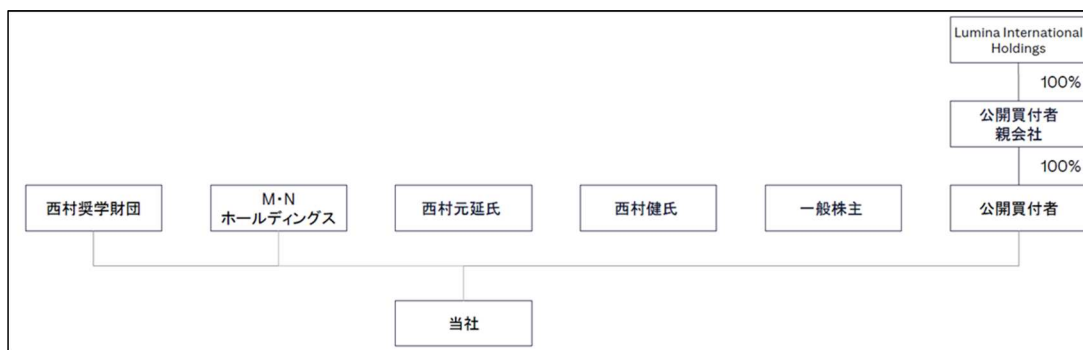 Lumina International
Holdings
100%
公開買付者
親会社
100%
西村奨学財団
M・N
ホールディングス
西村元延氏
西村健氏
一般株主
公開買付者
当社